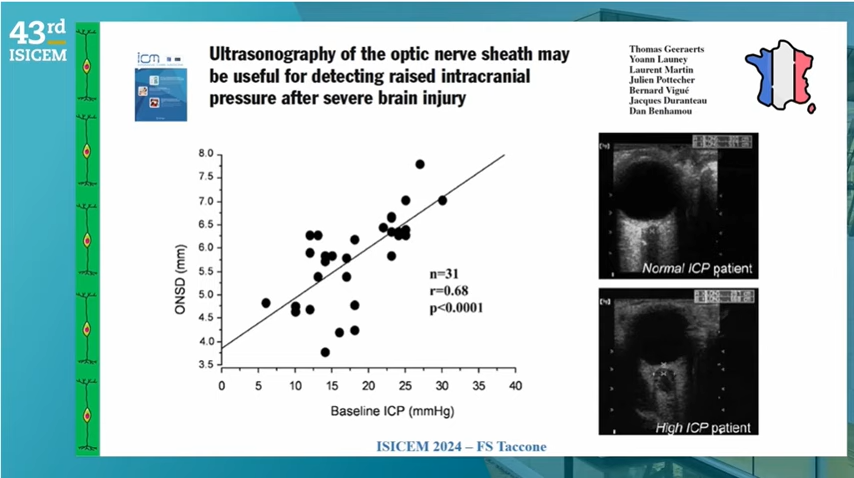 43rd
ISICEM
icm
Ultrasonography of the optic nerve sheath may
be useful for detecting raised intracranial
pressure after severe brain injury
Thomas Geeraerts
Yoann Launey
Laurent Martin
Julien Pottecher
Bernard Vigué
Jacques Duranteau
Dan Benhamou
8.0
7.5
7.0
6.5
6.0
5.5
5.0
4.5
4.0
3.5
ONSD (mm)
0 5 10 15 20 25 30 35 40
Baseline ICP (mmHg)
n=31
r=0.68
p<0.0001
Normal ICP patient
High ICP patient
ISICEM 2024 – FS Taccone